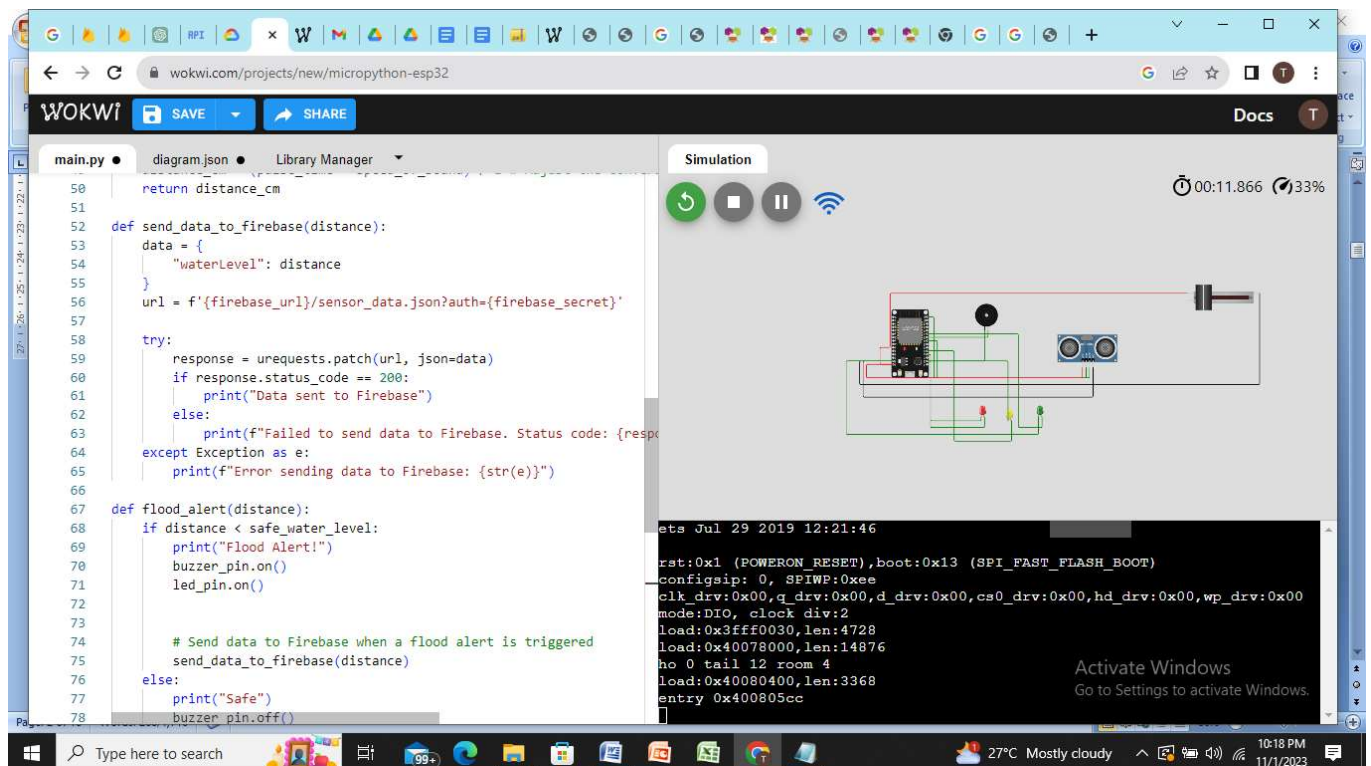 RPI
wokwi.com/projects/new/micropython-esp32
T
WOKWI
SAVE
SHARE
Docs
T
main.py ●
diagram.json ●
Library Manager
Simulation
00:11.866
33%
50 return distance_cm
51
52 def send_data_to_firebase(distance):
53 data = {
54 "waterLevel": distance
55 }
56 url = f'{firebase_url}/sensor_data.json?auth={firebase_secret}'
57
58 try:
59 response = urequests.patch(url, json=data)
60 if response.status_code == 200:
61 print("Data sent to Firebase")
62 else:
63 print(f"Failed to send data to Firebase. Status code: {respo
64 except Exception as e:
65 print(f"Error sending data to Firebase: {str(e)}")
66
67 def flood_alert(distance):
68 if distance < safe_water_level:
69 print("Flood Alert!")
70 buzzer_pin.on()
71 led_pin.on()
72
73
74 # Send data to Firebase when a flood alert is triggered
75 send_data_to_firebase(distance)
76 else:
77 print("Safe")
78 buzzer_pin.off()
ets Jul 29 2019 12:21:46
rst:0x1 (POWERON_RESET),boot:0x13 (SPI_FAST_FLASH_BOOT)
configsip: 0, SPIWP:0xee
clk_drv:0x00,q_drv:0x00,d_drv:0x00,cs0_drv:0x00,hd_drv:0x00,wp_drv:0x00
mode:DIO, clock div:2
load:0x3fff0030,len:4728
load:0x40078000,len:14876
ho 0 tail 12 room 4
load:0x40080400,len:3368
entry 0x400805cc
Activate Windows
Go to Settings to activate Windows.
Type here to search
99+
27°C Mostly cloudy
10:18 PM
11/1/2023